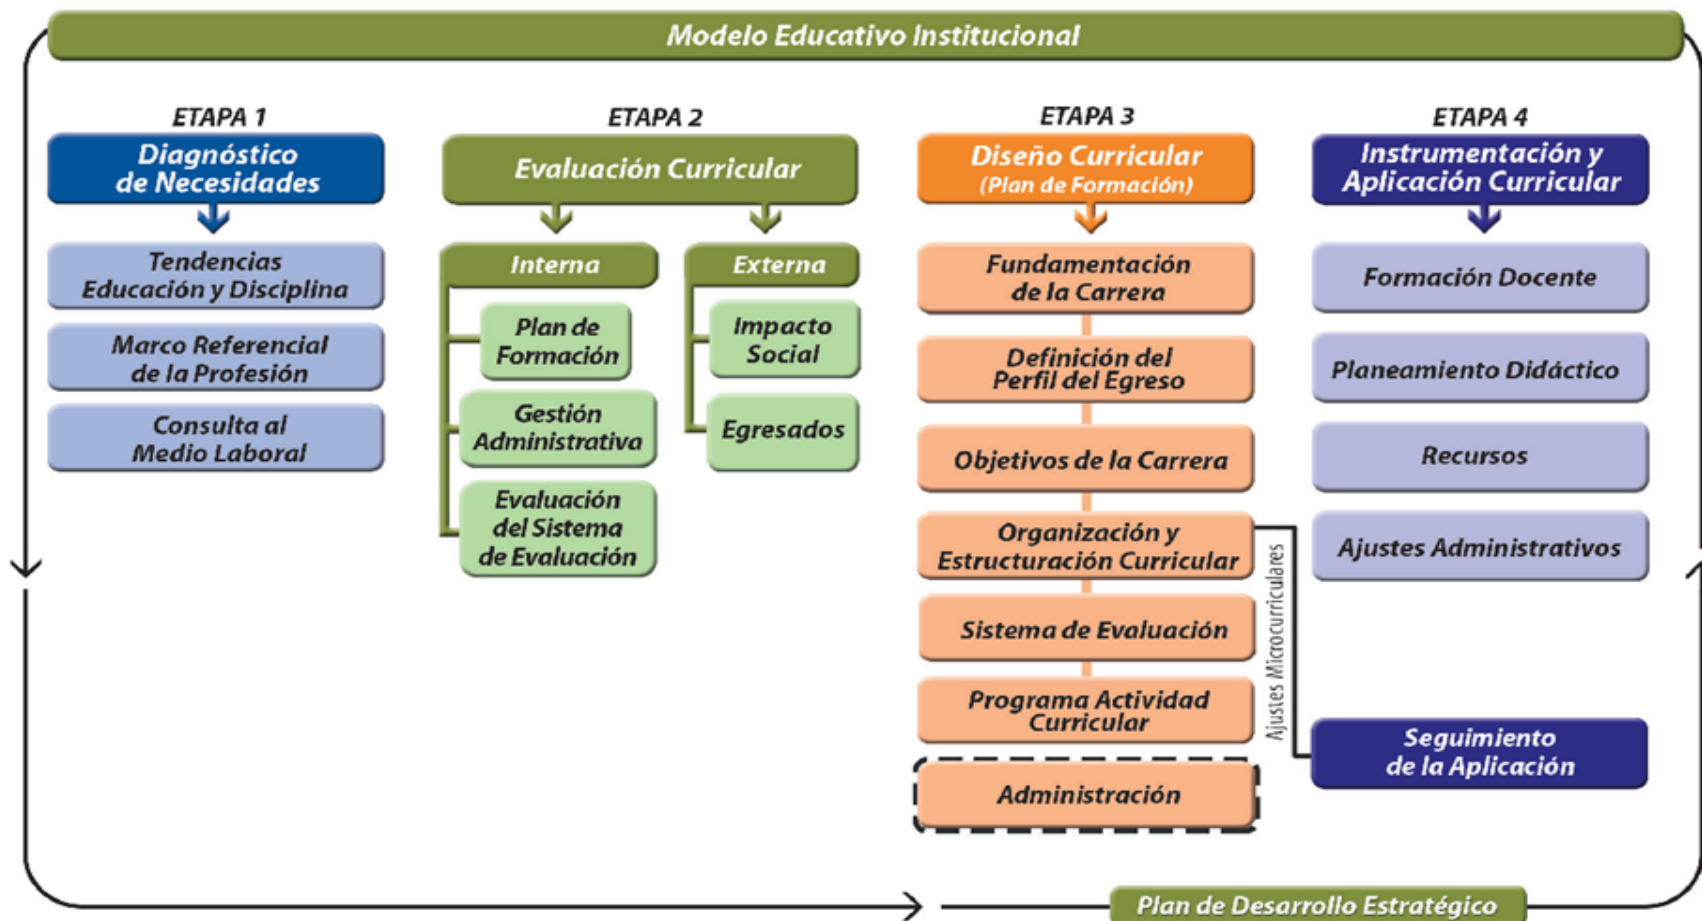 Modelo Educativo Institucional
ETAPA 1
Diagnóstico
de Necesidades
Tendencias
Educación y Disciplina
Marco Referencial
de la Profesión
Consulta al
Medio Laboral
ETAPA 2
Evaluación Curricular
Interna
Plan de
Formación
Gestión
Administrativa
Evaluación
del Sistema
de Evaluación
Externa
Impacto
Social
Egresados
ETAPA 3
Diseño Curricular
(Plan de Formación)
Fundamentación
de la Carrera
Definición del
Perfil del Egreso
Objetivos de la Carrera
Organización y
Estructuración Curricular
Sistema de Evaluación
Programa Actividad
Curricular
Administración
Ajustes Microcurriculares
ETAPA 4
Instrumentación y
Aplicación Curricular
Formación Docente
Planeamiento Didáctico
Recursos
Ajustes Administrativos
Seguimiento
de la Aplicación
Plan de Desarrollo Estratégico